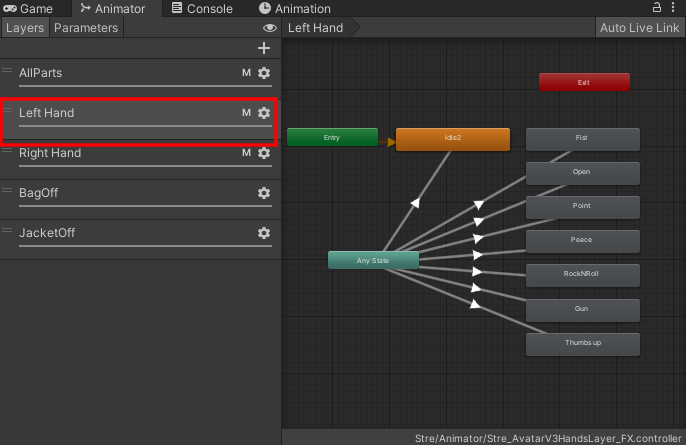 Game Animator Console Animation
Layers Parameters Left Hand Auto Live Link
AllParts M
Left Hand M
Right Hand M
BagOff
JacketOff
Exit
Entry Idle2 Fist
Open
Point
Peace
Any State
RockNRoll
Gun
Thumbs up
Stre/Animator/Stre_AvatarV3HandsLayer_FX.controller